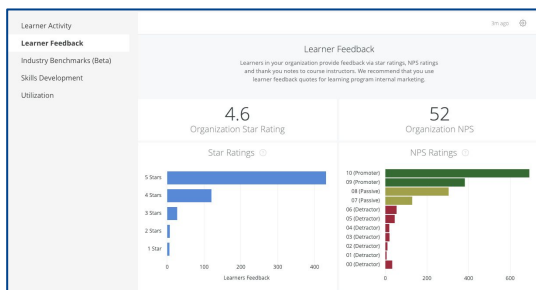 1m ago
Learner Activity
Learner Feedback
Industry Benchmarks (Beta)
Skills Development
Utilization
Learner Feedback
Learners in your organization provide feedback via star ratings, NPS ratings
and thank you notes to course instructors. We recommend that you use
learner feedback quotes for learning program internal marketing.
4.6
Organization Star Rating
52
Organization NPS
Star Ratings
5 Stars
4 Stars
3 Stars
2 Stars
1 Star
0 100 200 300 400
Learners Feedback
NPS Ratings
10 (Promoter)
09 (Promoter)
08 (Passive)
07 (Passive)
06 (Detractor)
05 (Detractor)
04 (Detractor)
03 (Detractor)
02 (Detractor)
01 (Detractor)
00 (Detractor)
0 200 400 600